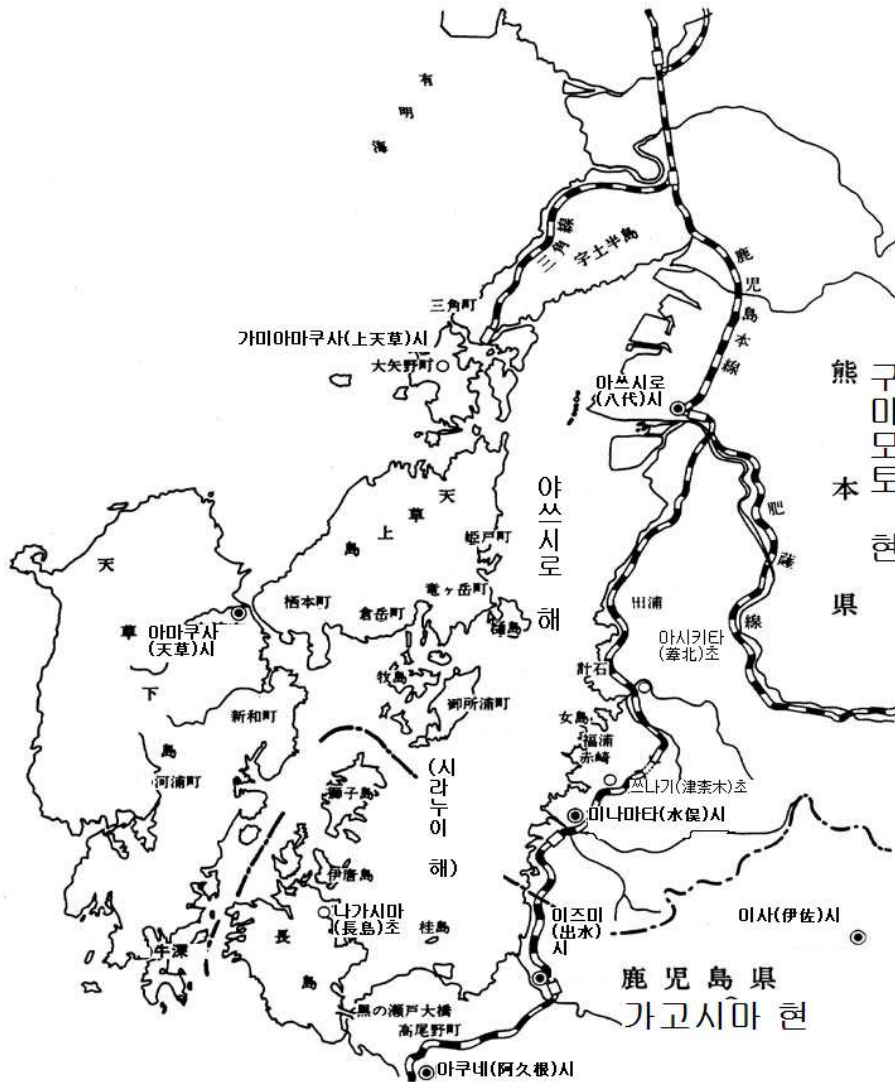 有明海
三角線
宇土半島
鹿児島本線
三角町
가미아마쿠사(上天草)시
大矢野町
야쓰시로
(八代)시
熊本県
구마모토 현
天草上島
姫戸町
야쓰시로 해
肥薩線
天草下島
栖本町
倉岳町
竜ヶ岳町
樋島
田浦
아마쿠사
(天草)시
아시키타
(葦北)초
計石
牧島
御所浦町
新和町
女島
福浦
赤崎
河浦町
(시라누이 해)
獅子島
쓰나기(津奈木)초
미나마타(水俣)시
伊唐島
나가시마
(長島)초
桂島
이즈미
(出水)
시
이사(伊佐)시
牛深
長島
鹿児島県
가고시마 현
黒の瀬戸大橋
高尾野町
아쿠네(阿久根)시